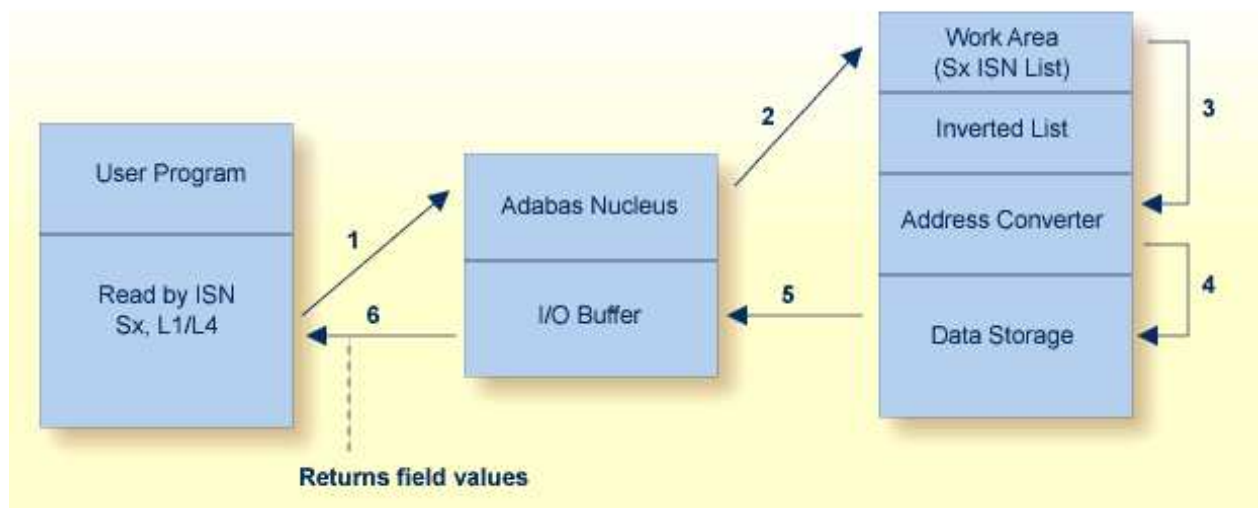 User Program
Read by ISN
Sx, L1/L4
1
6
Returns field values
Adabas Nucleus
I/O Buffer
2
5
Work Area
(Sx ISN List)
Inverted List
Address Converter
Data Storage
3
4